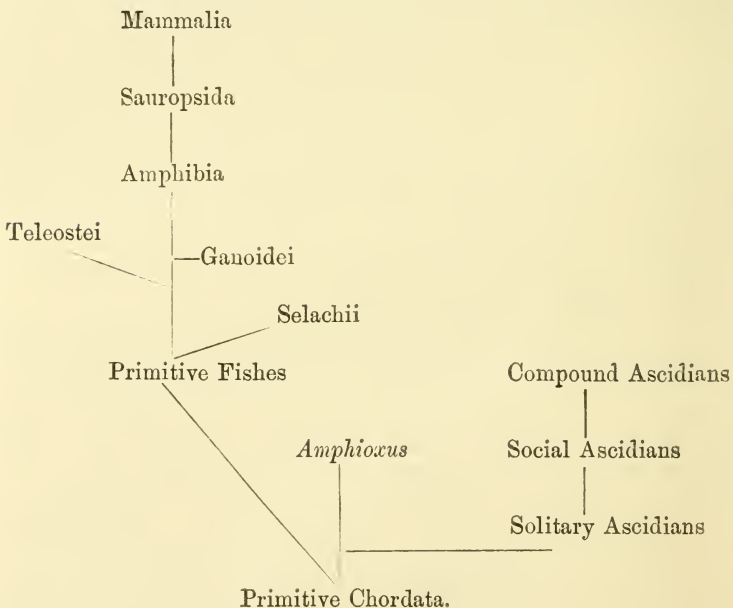 Mammalia
Sauropsida
Amphibia
Teleostei
Ganoidei
Selachii
Primitive Fishes
Compound Ascidians
Amphioxus
Social Ascidians
Solitary Ascidians
Primitive Chordata.